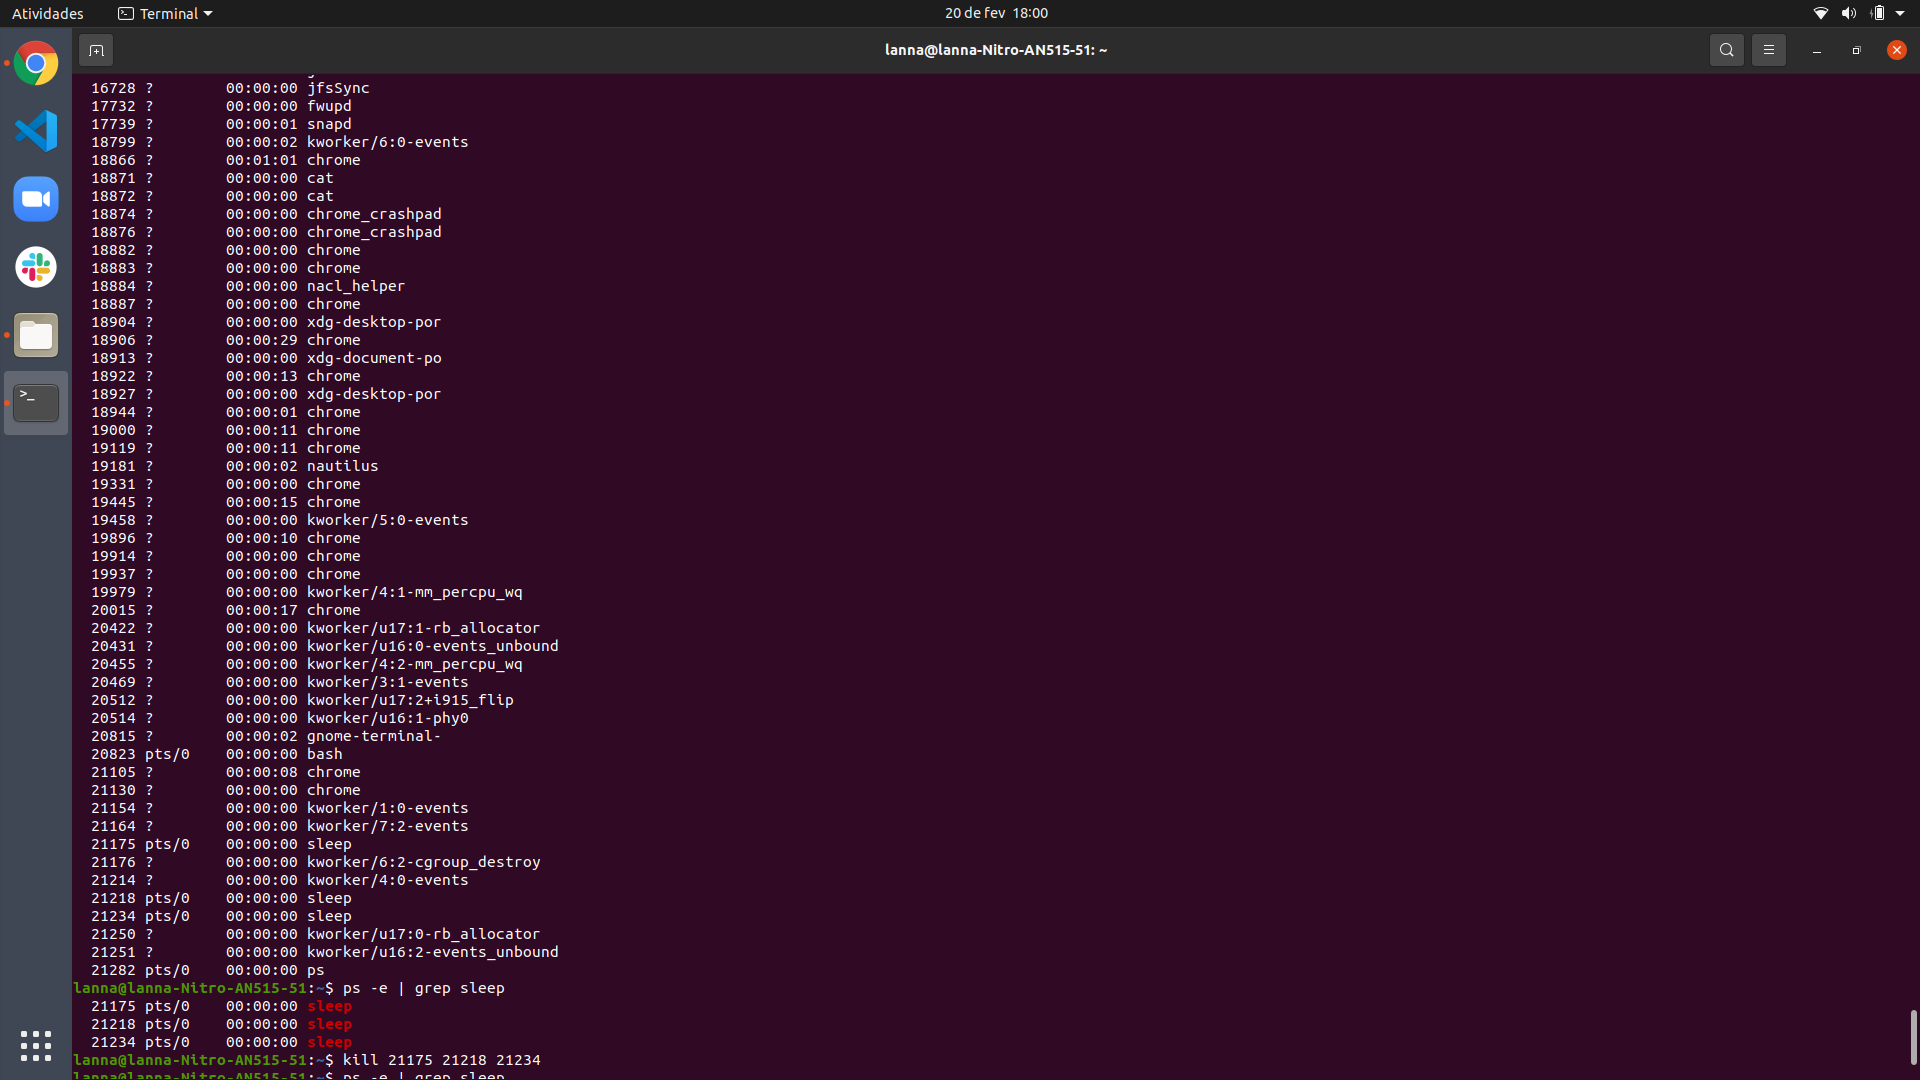 Atividades
Terminal
20 de fev 18:00
lanna@lanna-Nitro-AN515-51: ~
16728 ? 00:00:00 jfsSync
17732 ? 00:00:00 fwupd
17739 ? 00:00:01 snapd
18799 ? 00:00:02 kworker/6:0-events
18866 ? 00:01:01 chrome
18871 ? 00:00:00 cat
18872 ? 00:00:00 cat
18874 ? 00:00:00 chrome_crashpad
18876 ? 00:00:00 chrome_crashpad
18882 ? 00:00:00 chrome
18883 ? 00:00:00 chrome
18884 ? 00:00:00 nacl_helper
18887 ? 00:00:00 chrome
18904 ? 00:00:00 xdg-desktop-por
18906 ? 00:00:29 chrome
18913 ? 00:00:00 xdg-document-po
18922 ? 00:00:13 chrome
18927 ? 00:00:00 xdg-desktop-por
18944 ? 00:00:01 chrome
19000 ? 00:00:11 chrome
19119 ? 00:00:11 chrome
19181 ? 00:00:02 nautilus
19331 ? 00:00:00 chrome
19445 ? 00:00:15 chrome
19458 ? 00:00:00 kworker/5:0-events
19896 ? 00:00:10 chrome
19914 ? 00:00:00 chrome
19937 ? 00:00:00 chrome
19979 ? 00:00:00 kworker/4:1-mm_percpu_wq
20015 ? 00:00:17 chrome
20422 ? 00:00:00 kworker/u17:1-rb_allocator
20431 ? 00:00:00 kworker/u16:0-events_unbound
20455 ? 00:00:00 kworker/4:2-mm_percpu_wq
20469 ? 00:00:00 kworker/3:1-events
20512 ? 00:00:00 kworker/u17:2+i915_flip
20514 ? 00:00:00 kworker/u16:1-phy0
20815 ? 00:00:02 gnome-terminal-
20823 pts/0 00:00:00 bash
21105 ? 00:00:08 chrome
21130 ? 00:00:00 chrome
21154 ? 00:00:00 kworker/1:0-events
21164 ? 00:00:00 kworker/7:2-events
21175 pts/0 00:00:00 sleep
21176 ? 00:00:00 kworker/6:2-cgroup_destroy
21214 ? 00:00:00 kworker/4:0-events
21218 pts/0 00:00:00 sleep
21234 pts/0 00:00:00 sleep
21250 ? 00:00:00 kworker/u17:0-rb_allocator
21251 ? 00:00:00 kworker/u16:2-events_unbound
21282 pts/0 00:00:00 ps
lanna@lanna-Nitro-AN515-51:~$ ps -e | grep sleep
21175 pts/0 00:00:00 sleep
21218 pts/0 00:00:00 sleep
21234 pts/0 00:00:00 sleep
lanna@lanna-Nitro-AN515-51:~$ kill 21175 21218 21234
lanna@lanna-Nitro-AN515-51:~$ ps -e | grep sleep